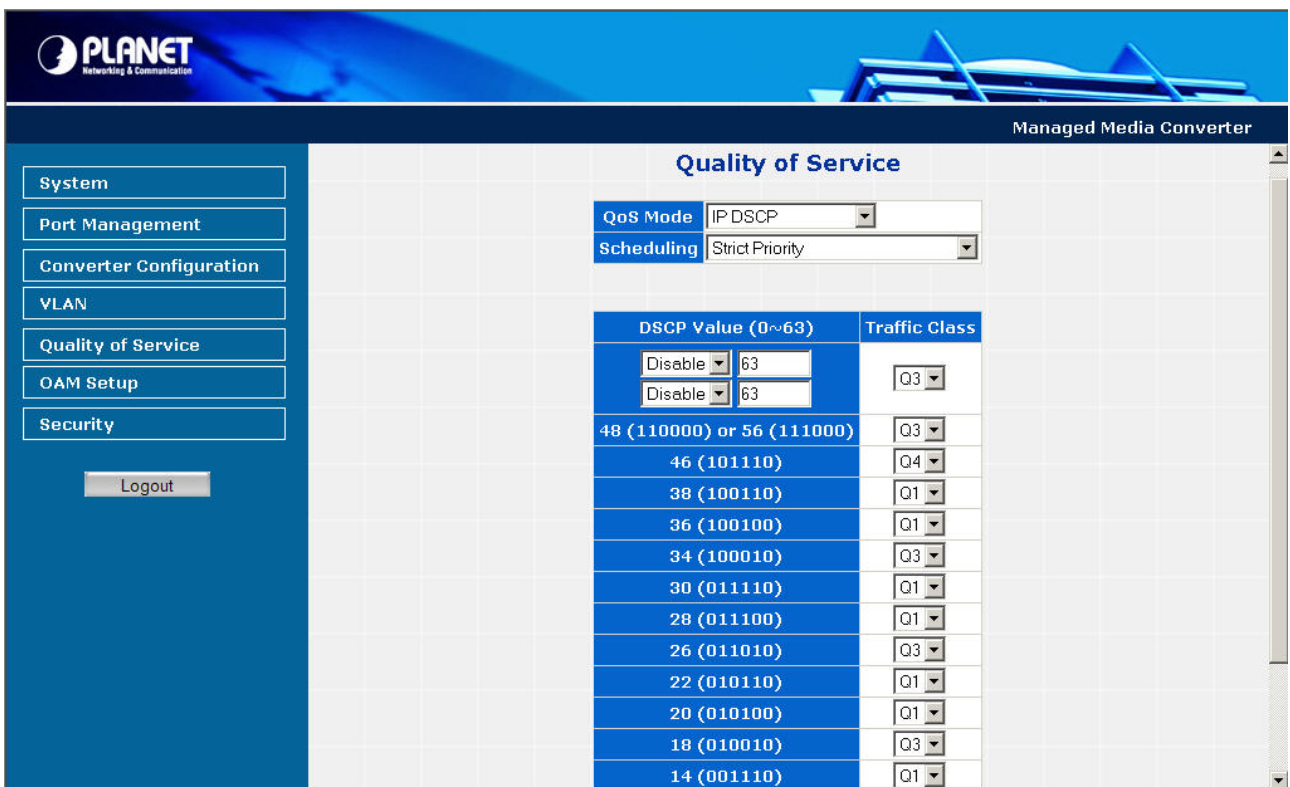 PLANET
Networking & Communication
Managed Media Converter
System
Port Management
Converter Configuration
VLAN
Quality of Service
OAM Setup
Security
Logout
Quality of Service
QoS Mode IP DSCP
Scheduling Strict Priority
DSCP Value (0~63) Traffic Class
Disable 63
Disable 63
Q3
48 (110000) or 56 (111000) Q3
46 (101110) Q4
38 (100110) Q1
36 (100100) Q1
34 (100010) Q3
30 (011110) Q1
28 (011100) Q1
26 (011010) Q3
22 (010110) Q1
20 (010100) Q1
18 (010010) Q3
14 (001110) Q1